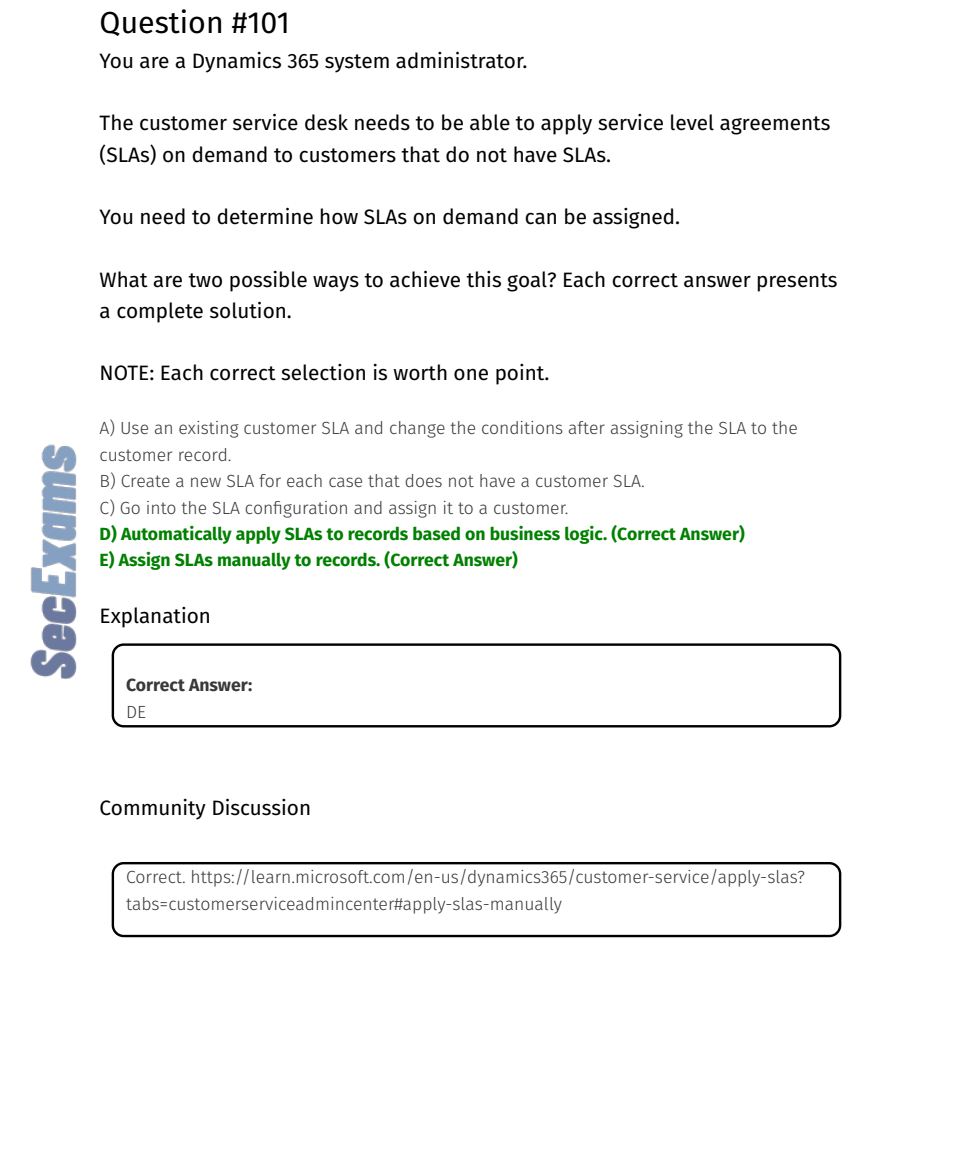 Question #101
You are a Dynamics 365 system administrator.
The customer service desk needs to be able to apply service level agreements
(SLAs) on demand to customers that do not have SLAs.
You need to determine how SLAs on demand can be assigned.
What are two possible ways to achieve this goal? Each correct answer presents
a complete solution.
NOTE: Each correct selection is worth one point.
A) Use an existing customer SLA and change the conditions after assigning the SLA to the
customer record.
B) Create a new SLA for each case that does not have a customer SLA.
C) Go into the SLA configuration and assign it to a customer.
D) Automatically apply SLAs to records based on business logic. (Correct Answer)
E) Assign SLAs manually to records. (Correct Answer)
SecExams
Explanation
Correct Answer:
DE
Community Discussion
Correct. https://learn.microsoft.com/en-us/dynamics365/customer-service/apply-slas?
tabs=customerserviceadmincenter#apply-slas-manually